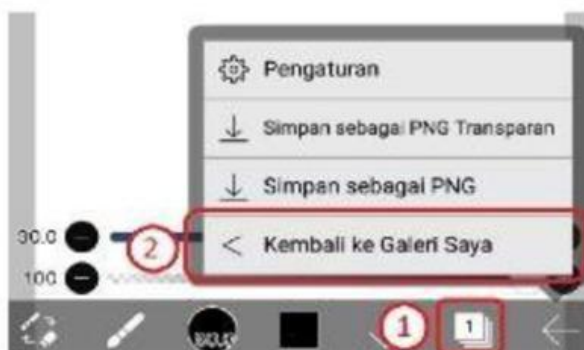 Pengaturan
Simpan sebagai PNG Transparan
Simpan sebagai PNG
Kembali ke Galeri Saya
30.0
2
100
1
1